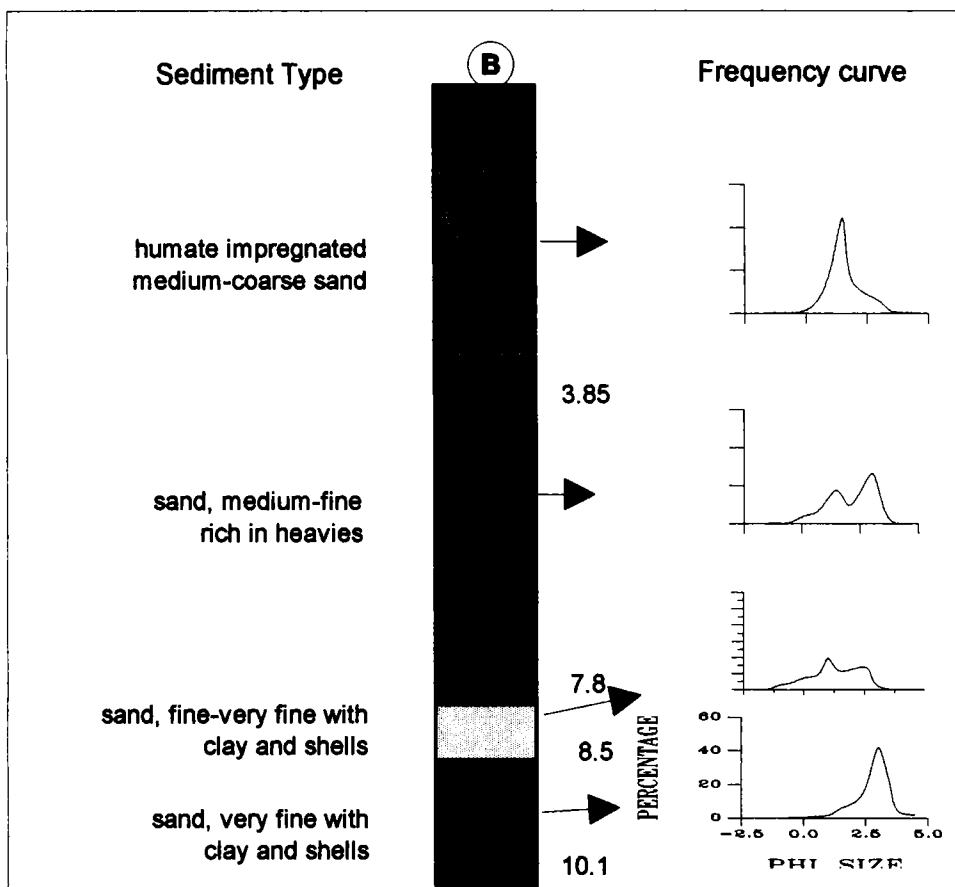 Sediment Type
B
Frequency curve
humate impregnated
medium-coarse sand
3.85
sand, medium-fine
rich in heavies
7.8
sand, fine-very fine with
clay and shells
8.5
sand, very fine with
clay and shells
10.1
PERCENTAGE
60
40
20
0
-2.5 0.0 2.5 5.0
PHI SIZE